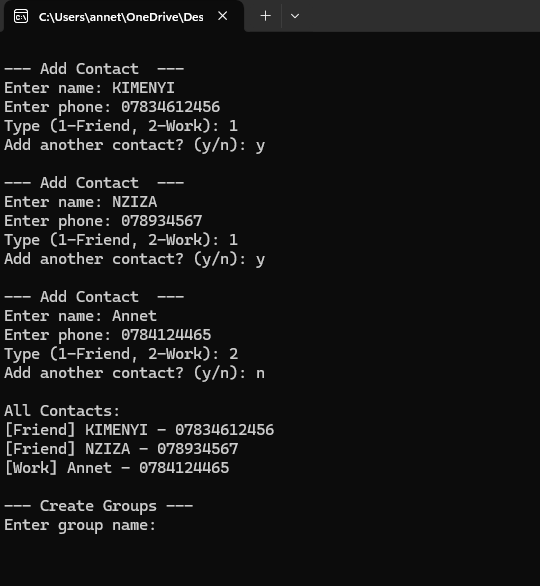 C:\Users\annet\OneDrive\Des
--- Add Contact  ---
Enter name: KIMENYI
Enter phone: 07834612456
Type (1-Friend, 2-Work): 1
Add another contact? (y/n): y
--- Add Contact  ---
Enter name: NZIZA
Enter phone: 078934567
Type (1-Friend, 2-Work): 1
Add another contact? (y/n): y
--- Add Contact  ---
Enter name: Annet
Enter phone: 0784124465
Type (1-Friend, 2-Work): 2
Add another contact? (y/n): n
All Contacts:
[Friend] KIMENYI - 07834612456
[Friend] NZIZA - 078934567
[Work] Annet - 0784124465
--- Create Groups ---
Enter group name: